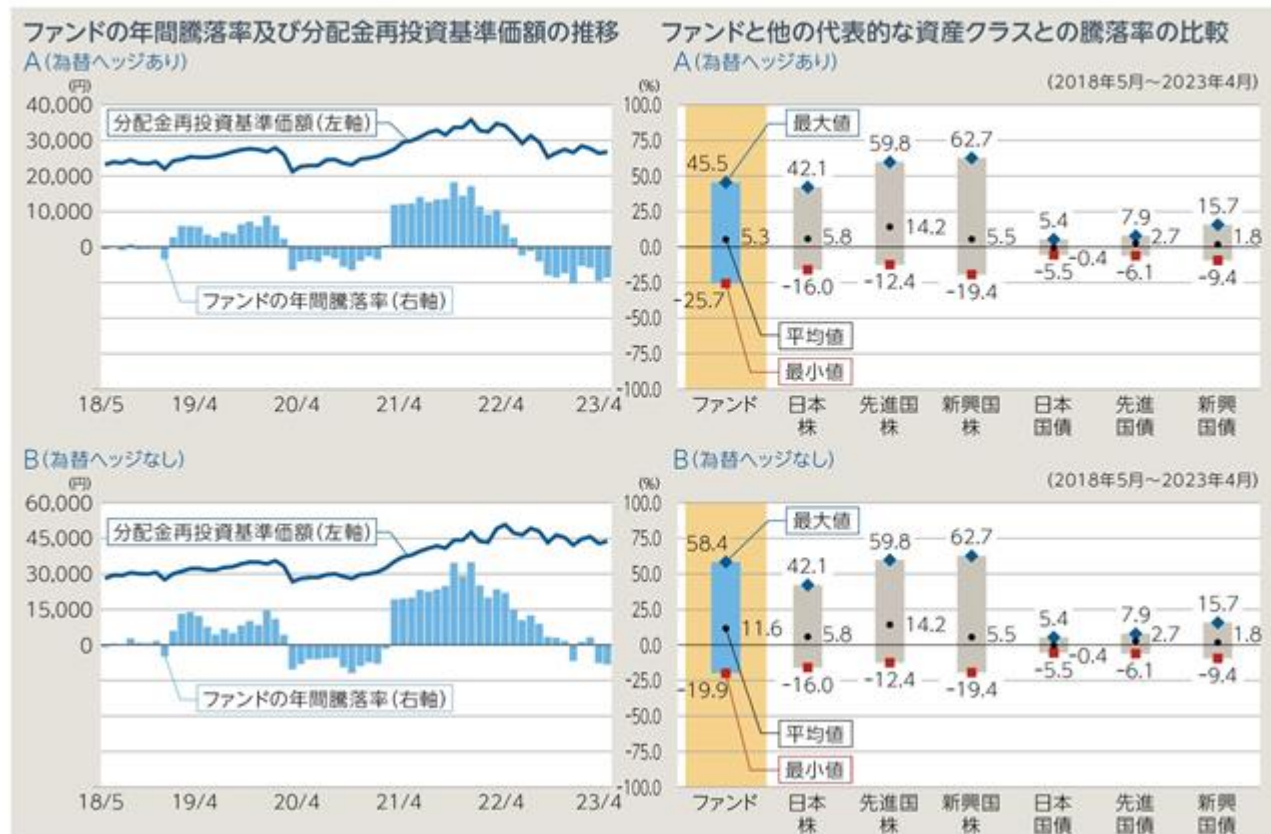 ファンドの年間騰落率及び分配金再投資基準価額の推移
A(為替ヘッジあり)
(円)
(%)
40,000
100.0
30,000
75.0
20,000
50.0
10,000
25.0
0
0.0
-25.0
-50.0
-75.0
-100.0
分配金再投資基準価額(左軸)
ファンドの年間騰落率(右軸)
18/5 19/4 20/4 21/4 22/4 23/4
ファンドと他の代表的な資産クラスとの騰落率の比較
A(為替ヘッジあり)
(2018年5月~2023年4月)
最大値
45.5 42.1 59.8 62.7 5.4 7.9 15.7
5.3 5.8 14.2 5.5 -0.4 2.7 1.8
-25.7 -16.0 -12.4 -19.4 -5.5 -6.1 -9.4
平均値
最小値
ファンド 日本株 先進国株 新興国株 日本国債 先進国債 新興国債
B(為替ヘッジなし)
(円)
(%)
60,000
100.0
45,000
75.0
30,000
50.0
15,000
25.0
0
0.0
-25.0
-50.0
-75.0
-100.0
分配金再投資基準価額(左軸)
ファンドの年間騰落率(右軸)
18/5 19/4 20/4 21/4 22/4 23/4
B(為替ヘッジなし)
(2018年5月~2023年4月)
最大値
58.4 42.1 59.8 62.7 5.4 7.9 15.7
11.6 5.8 14.2 5.5 -0.4 2.7 1.8
-19.9 -16.0 -12.4 -19.4 -5.5 -6.1 -9.4
平均値
最小値
ファンド 日本株 先進国株 新興国株 日本国債 先進国債 新興国債